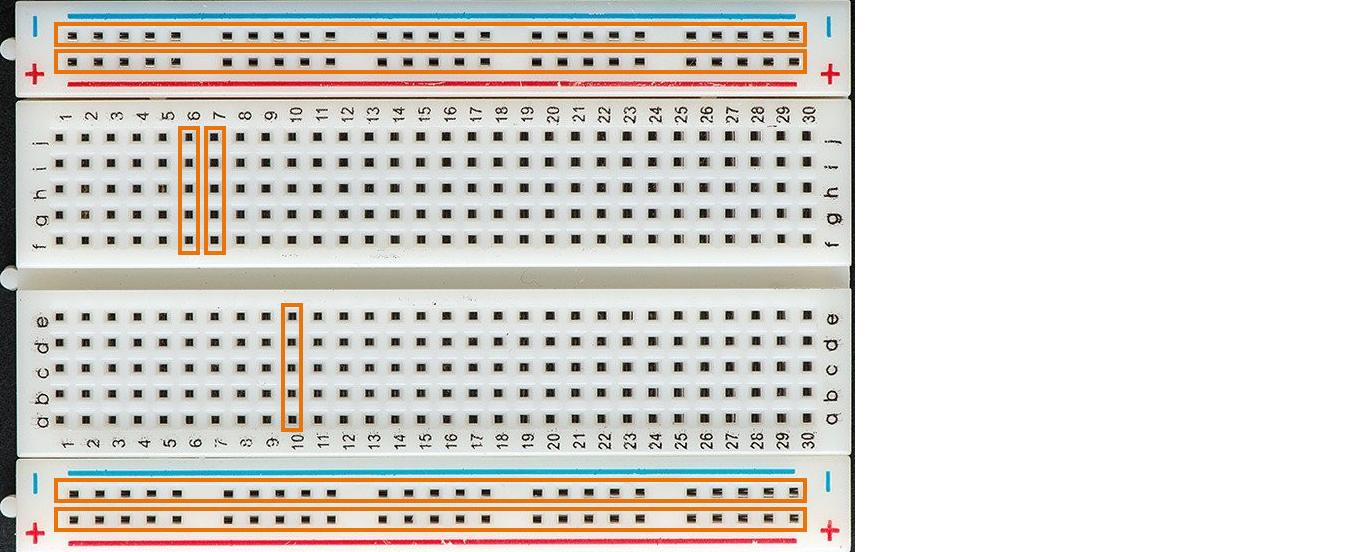 − −
+ +
1 2 3 4 5 6 7 8 9 10 11 12 13 14 15 16 17 18 19 20 21 22 23 24 25 26 27 28 29 30
j j
i i
h h
g g
f f
e e
d d
c c
b b
a a
1 2 3 4 5 6 7 8 9 10 11 12 13 14 15 16 17 18 19 20 21 22 23 24 25 26 27 28 29 30
− −
+ +